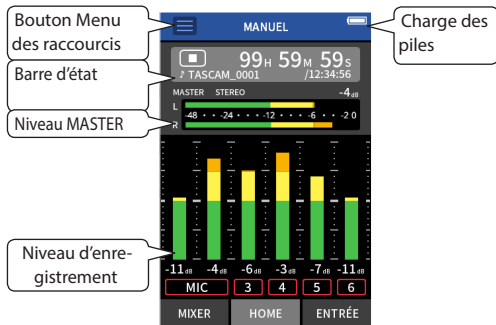 Bouton Menu
des raccourcis
Barre d'état
Niveau MASTER
Niveau d'enre-
gistrement
Charge des
piles
MANUEL
99H 59M 59S
♪ TASCAM_0001 /12:34:56
MASTER STEREO -4dB
L
-48 · · · -24 · · · · -12 · · · · -6 · · -2 0
R
-11dB -4dB -6dB -3dB -7dB -11dB
MIC 3 4 5 6
MIXER HOME ENTRÉE